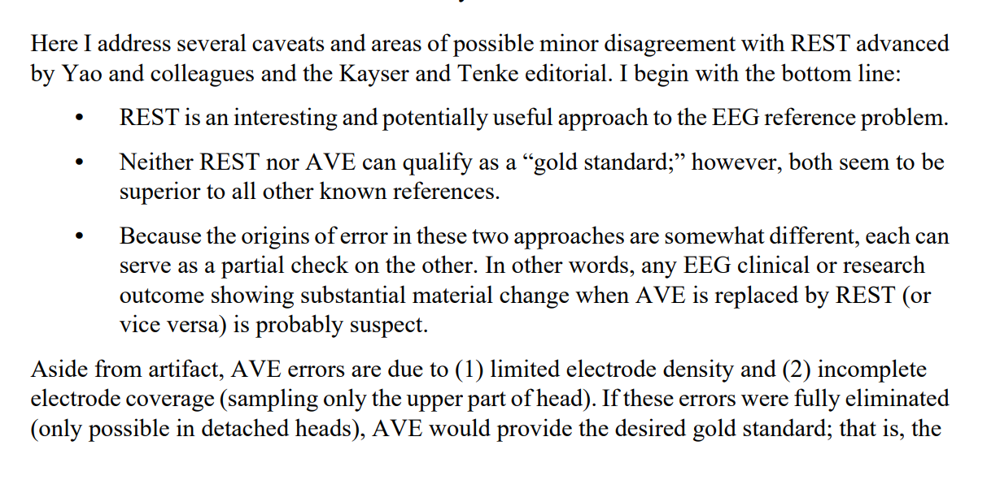 Here I address several caveats and areas of possible minor disagreement with REST advanced
by Yao and colleagues and the Kayser and Tenke editorial. I begin with the bottom line:
• REST is an interesting and potentially useful approach to the EEG reference problem.
• Neither REST nor AVE can qualify as a “gold standard;” however, both seem to be
superior to all other known references.
• Because the origins of error in these two approaches are somewhat different, each can
serve as a partial check on the other. In other words, any EEG clinical or research
outcome showing substantial material change when AVE is replaced by REST (or
vice versa) is probably suspect.
Aside from artifact, AVE errors are due to (1) limited electrode density and (2) incomplete
electrode coverage (sampling only the upper part of head). If these errors were fully eliminated
(only possible in detached heads), AVE would provide the desired gold standard; that is, the